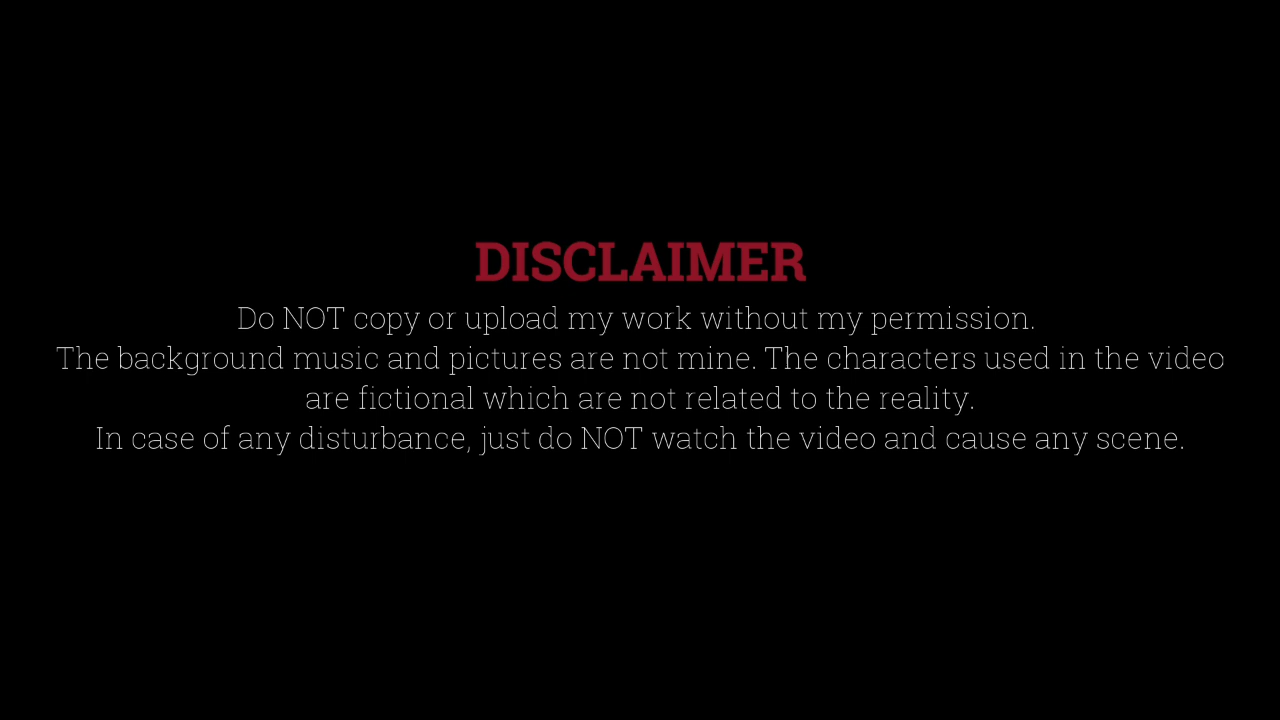 DISCLAIMER
Do NOT copy or upload my work without my permission.
The background music and pictures are not mine. The characters used in the video
are fictional which are not related to the reality.
In case of any disturbance, just do NOT watch the video and cause any scene.